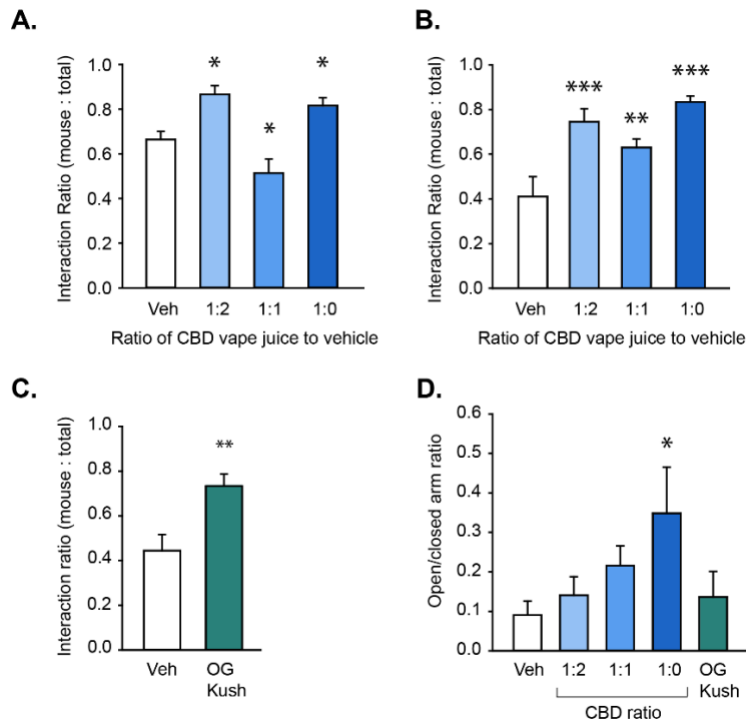 A.
Interaction Ratio (mouse : total)
1.0
0.8
0.6
0.4
0.2
0.0
*
*
*
Veh 1:2 1:1 1:0
Ratio of CBD vape juice to vehicle
B.
Interaction Ratio (mouse : total)
1.0
0.8
0.6
0.4
0.2
0.0
***
**
***
Veh 1:2 1:1 1:0
Ratio of CBD vape juice to vehicle
C.
Interaction ratio (mouse : total)
1.0
0.8
0.6
0.4
0.2
0.0
**
Veh OG
Kush
D.
Open/closed arm ratio
0.6
0.5
0.4
0.3
0.2
0.1
0.0
*
Veh 1:2 1:1 1:0 OG
Kush
CBD ratio